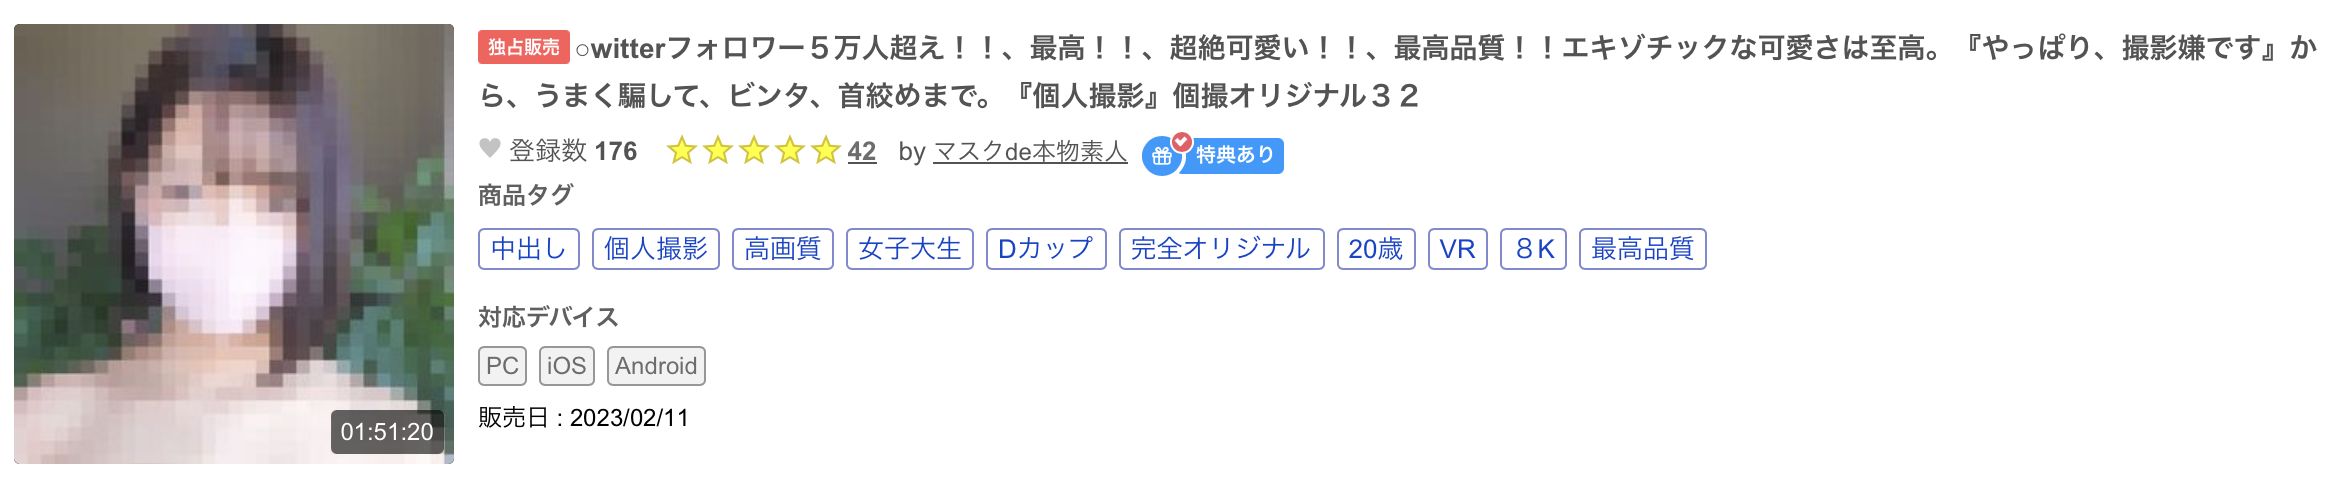 独占販売 ○witterフォロワー５万人超え！！、最高！！、超絶可愛い！！、最高品質！！エキゾチックな可愛さは至高。『やっぱり、撮影嫌です』か
ら、うまく騙して、ビンタ、首絞めまで。『個人撮影』個撮オリジナル３２
登録数 176 42 by マスクde本物素人 特典あり
商品タグ
中出し 個人撮影 高画質 女子大生 Dカップ 完全オリジナル 20歳 VR ８K 最高品質
対応デバイス
PC iOS Android
販売日 : 2023/02/11
01:51:20